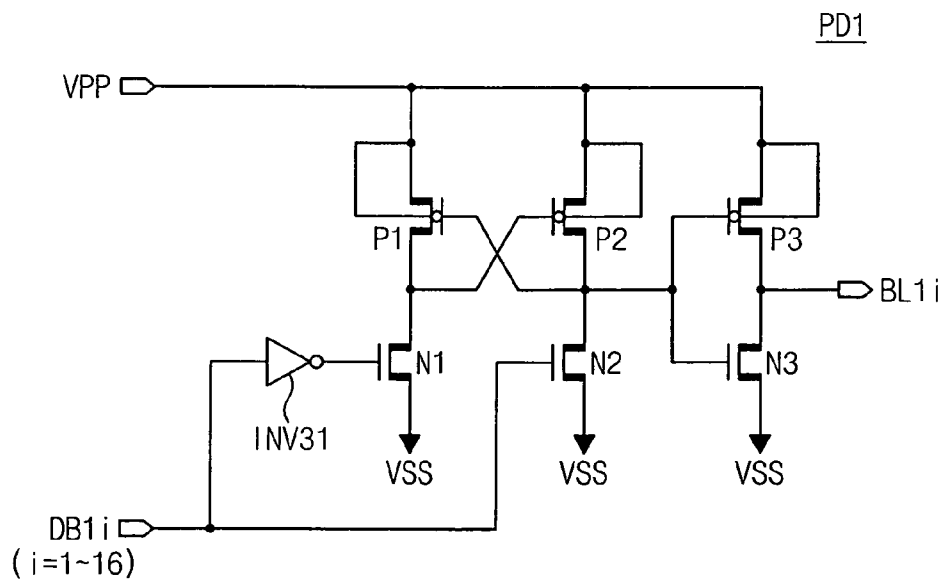 PD1
VPP
P1
P2
P3
BL1i
N1
N2
N3
INV31
VSS
VSS
VSS
DB1i
(i=1~16)